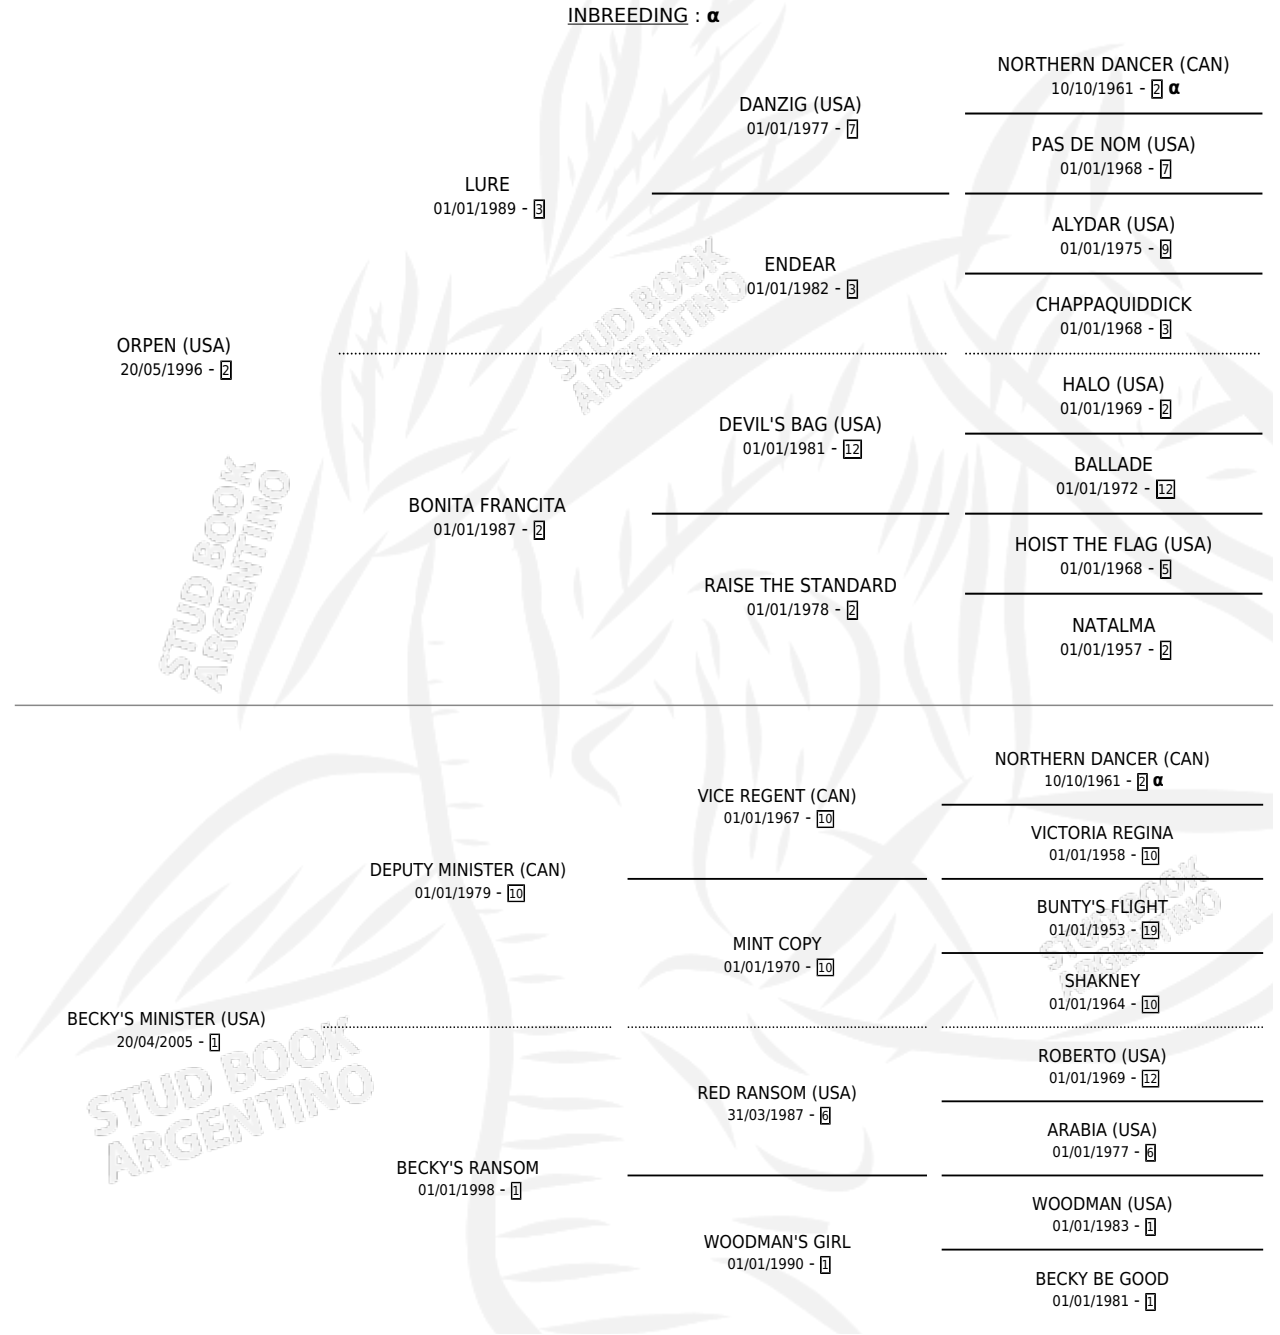 INBREEDING : α
NORTHERN DANCER (CAN)
10/10/1961 - 2 α
DANZIG (USA)
01/01/1977 - 7
PAS DE NOM (USA)
01/01/1968 - 7
LURE
01/01/1989 - 3
ALYDAR (USA)
01/01/1975 - 9
ENDEAR
01/01/1982 - 3
CHAPPAQUIDDICK
01/01/1968 - 3
ORPEN (USA)
20/05/1996 - 2
HALO (USA)
01/01/1969 - 2
DEVIL'S BAG (USA)
01/01/1981 - 12
BALLADE
01/01/1972 - 12
BONITA FRANCITA
01/01/1987 - 2
HOIST THE FLAG (USA)
01/01/1968 - 5
RAISE THE STANDARD
01/01/1978 - 2
NATALMA
01/01/1957 - 2
NORTHERN DANCER (CAN)
10/10/1961 - 2 α
VICE REGENT (CAN)
01/01/1967 - 10
VICTORIA REGINA
01/01/1958 - 10
DEPUTY MINISTER (CAN)
01/01/1979 - 10
BUNTY'S FLIGHT
01/01/1953 - 19
MINT COPY
01/01/1970 - 10
SHAKNEY
01/01/1964 - 10
BECKY'S MINISTER (USA)
20/04/2005 - 1
ROBERTO (USA)
01/01/1969 - 12
RED RANSOM (USA)
31/03/1987 - 6
ARABIA (USA)
01/01/1977 - 6
BECKY'S RANSOM
01/01/1998 - 1
WOODMAN (USA)
01/01/1983 - 1
WOODMAN'S GIRL
01/01/1990 - 1
BECKY BE GOOD
01/01/1981 - 1
STUD BOOK
ARGENTINO
STUD BOOK
ARGENTINO
STUD BOOK
ARGENTINO
STUD BOOK
ARGENTINO